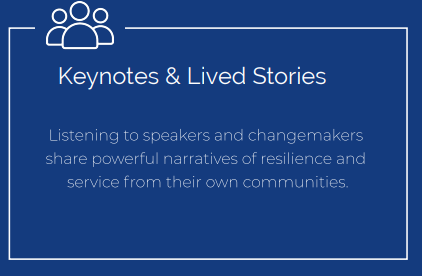 Keynotes & Lived Stories
Listening to speakers and changemakers
share powerful narratives of resilience and
service from their own communities.